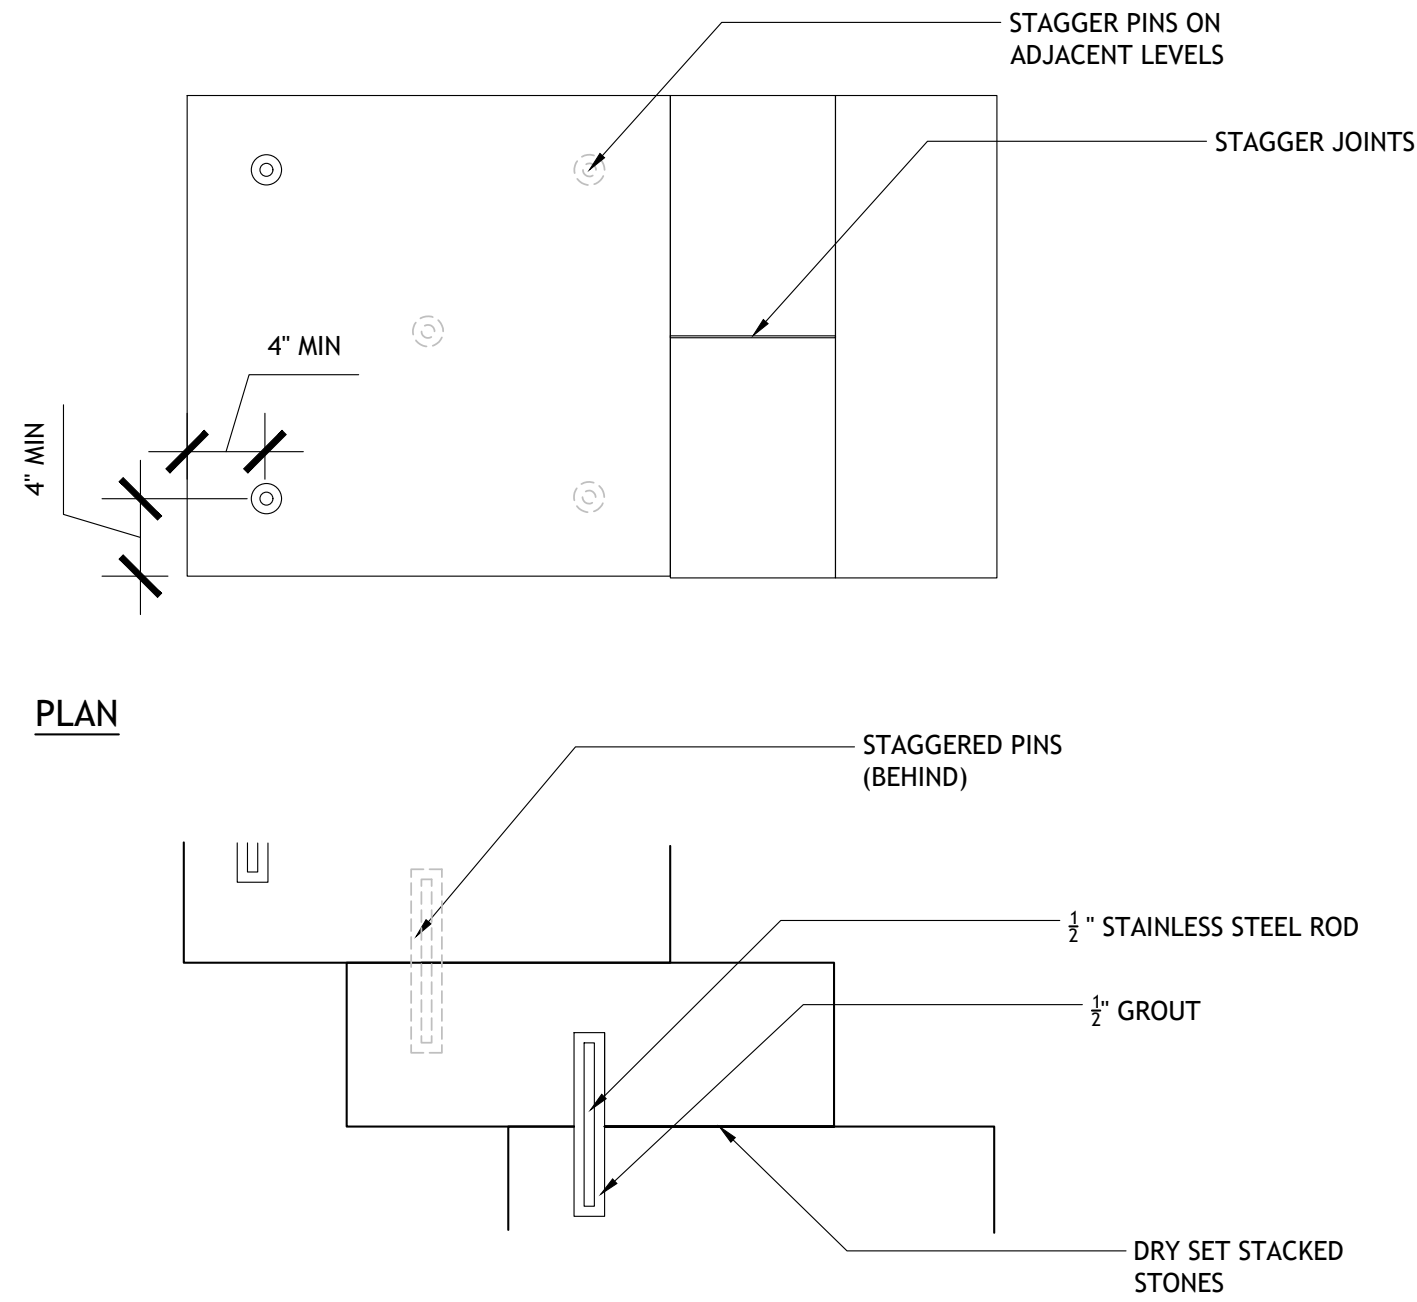 STAGGER PINS ON
ADJACENT LEVELS
STAGGER JOINTS
4" MIN
4" MIN
PLAN
STAGGERED PINS
(BEHIND)
½" STAINLESS STEEL ROD
½" GROUT
DRY SET STACKED
STONES